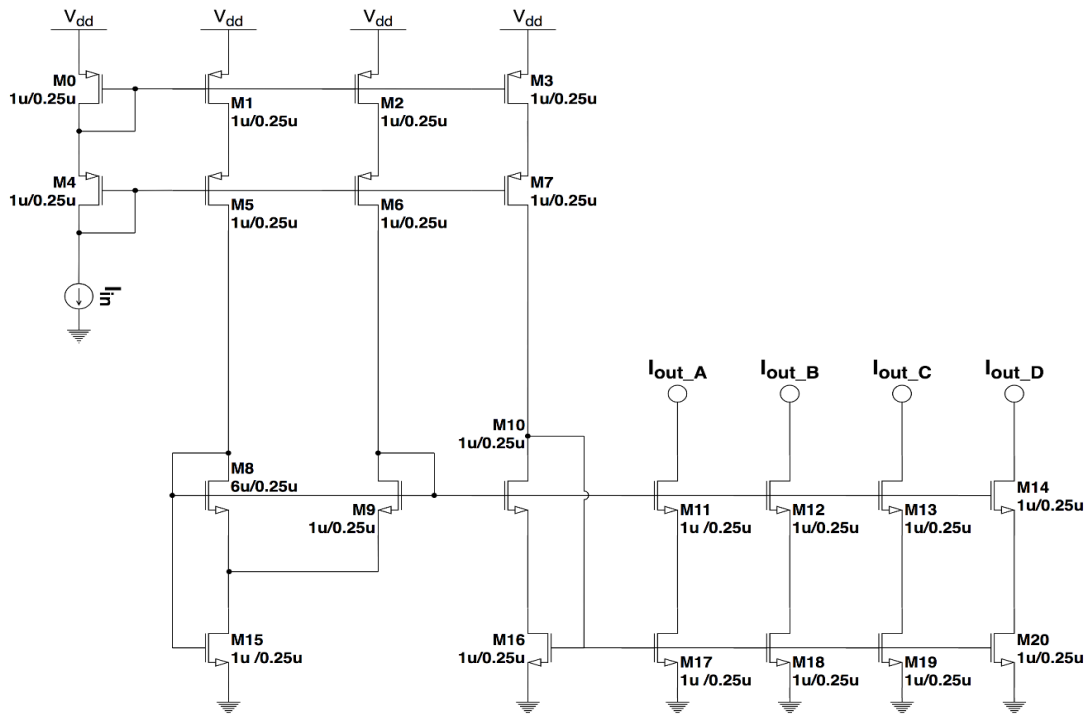 Vdd
Vdd
Vdd
Vdd
M0
1u/0.25u
M1
1u/0.25u
M2
1u/0.25u
M3
1u/0.25u
M4
1u/0.25u
M5
1u/0.25u
M6
1u/0.25u
M7
1u/0.25u
Iin
Iout_A
Iout_B
Iout_C
Iout_D
M10
1u/0.25u
M8
6u/0.25u
M9
1u/0.25u
M11
1u /0.25u
M12
1u/0.25u
M13
1u/0.25u
M14
1u/0.25u
M15
1u /0.25u
M16
1u/0.25u
M17
1u /0.25u
M18
1u/0.25u
M19
1u/0.25u
M20
1u/0.25u